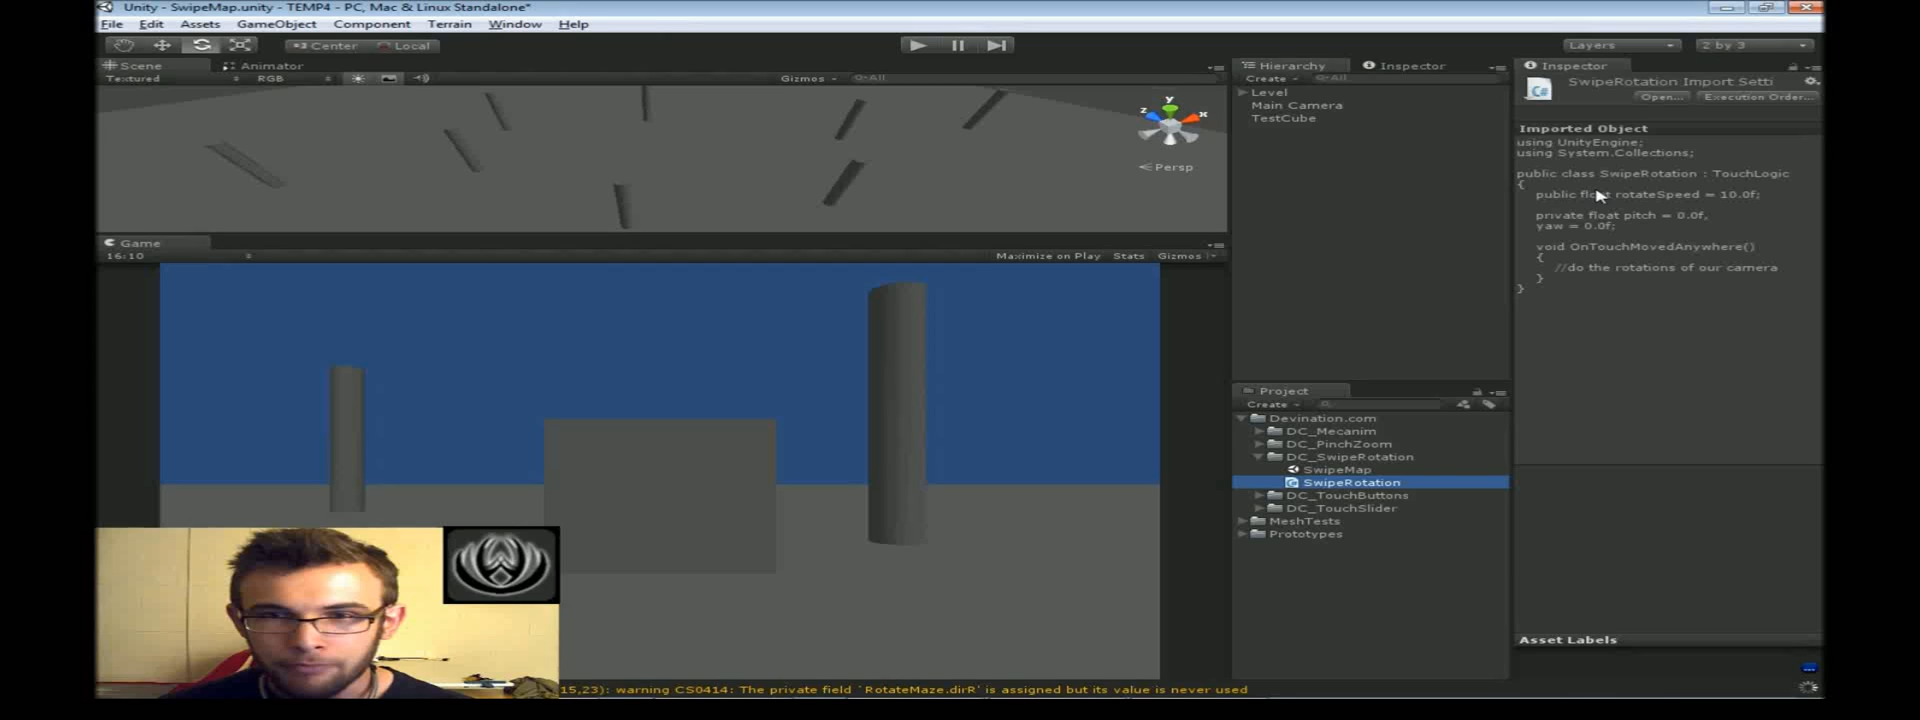 Unity - SwipeMap.unity - TEMP4 - PC, Mac & Linux Standalone*
File Edit Assets GameObject Component Terrain Window Help
Center Local Layers 2 by 3
Scene Animator
Textured RGB Gizmos All
Persp
Game
16:10 Maximize on Play Stats Gizmos
Hierarchy Inspector
Create All
Level
Main Camera
TestCube
Project
Create
Devination.com
DC_Mecanim
DC_PinchZoom
DC_SwipeRotation
SwipeMap
SwipeRotation
DC_TouchButtons
DC_TouchSlider
MeshTests
Prototypes
Inspector
SwipeRotation Import Setti
C#
Open... Execution Order...
Imported Object
using UnityEngine;
using System.Collections;
public class SwipeRotation : TouchLogic
{
public float rotateSpeed = 10.0f;
private float pitch = 0.0f,
yaw = 0.0f;
void OnTouchMovedAnywhere()
{
//do the rotations of our camera
}
}
Asset Labels
15,23): warning CS0414: The private field `RotateMaze.dirR' is assigned but its value is never used
y
z
x